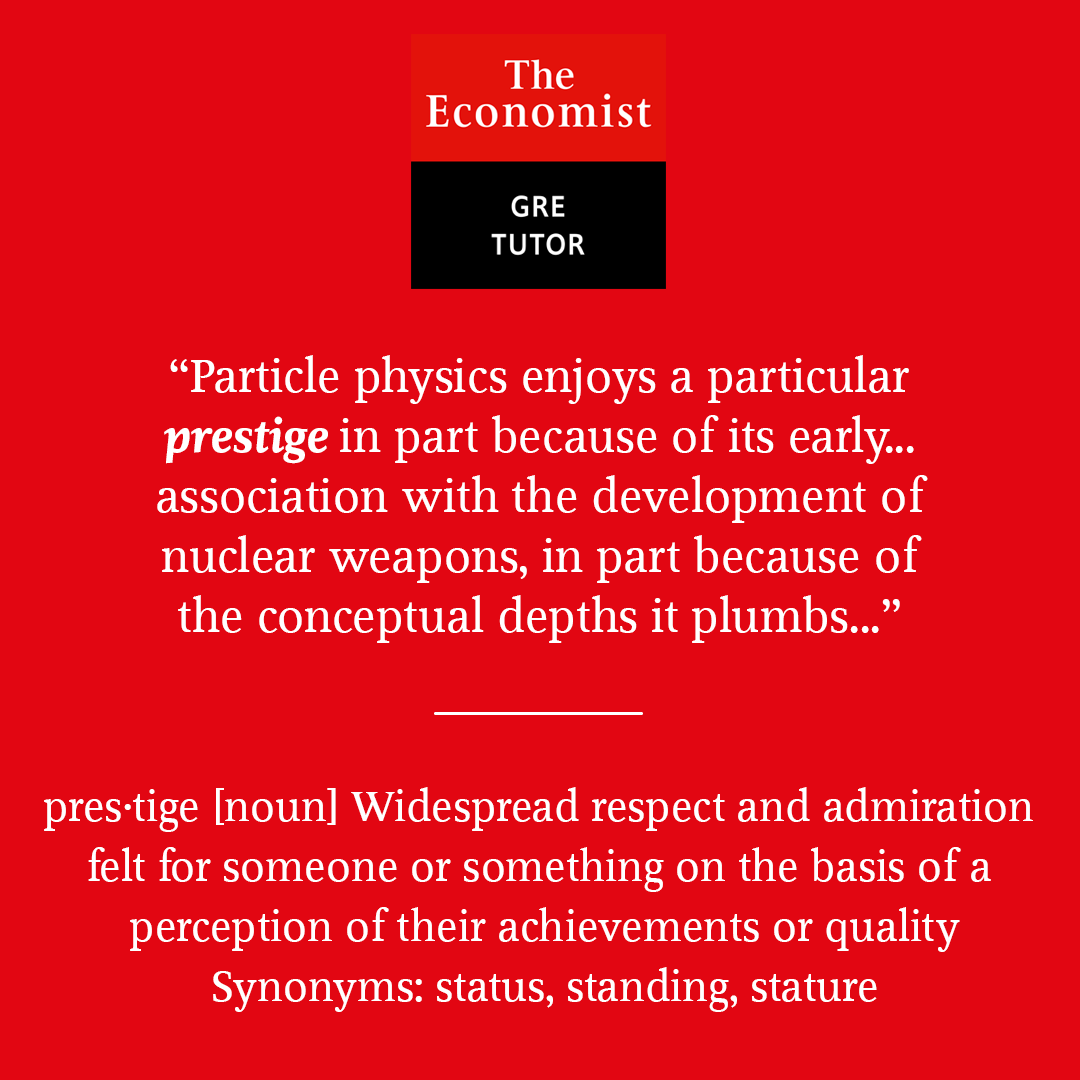 The
Economist
GRE
TUTOR
“Particle physics enjoys a particular
prestige in part because of its early...
association with the development of
nuclear weapons, in part because of
the conceptual depths it plumbs...”
pres·tige [noun] Widespread respect and admiration
felt for someone or something on the basis of a
perception of their achievements or quality
Synonyms: status, standing, stature